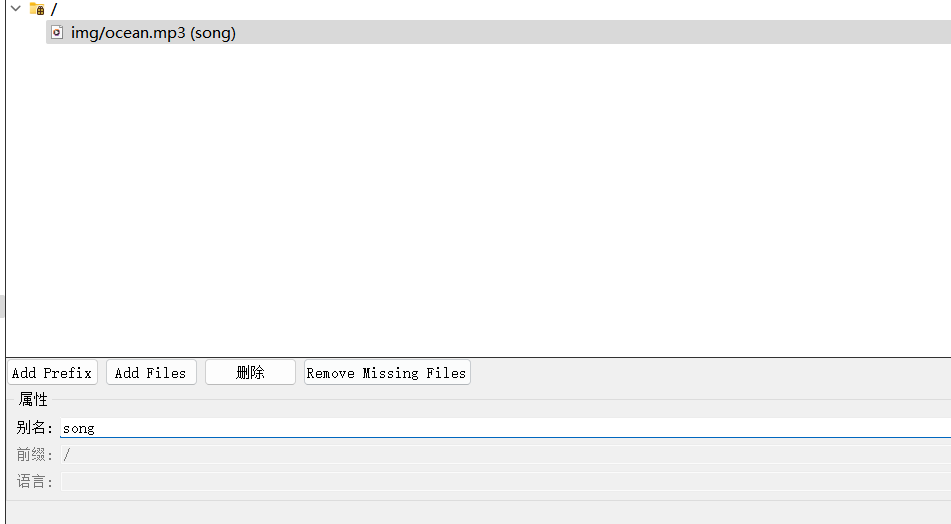 /
img/ocean.mp3 (song)
Add Prefix Add Files 删除 Remove Missing Files
属性
别名: song
前缀: /
语言: